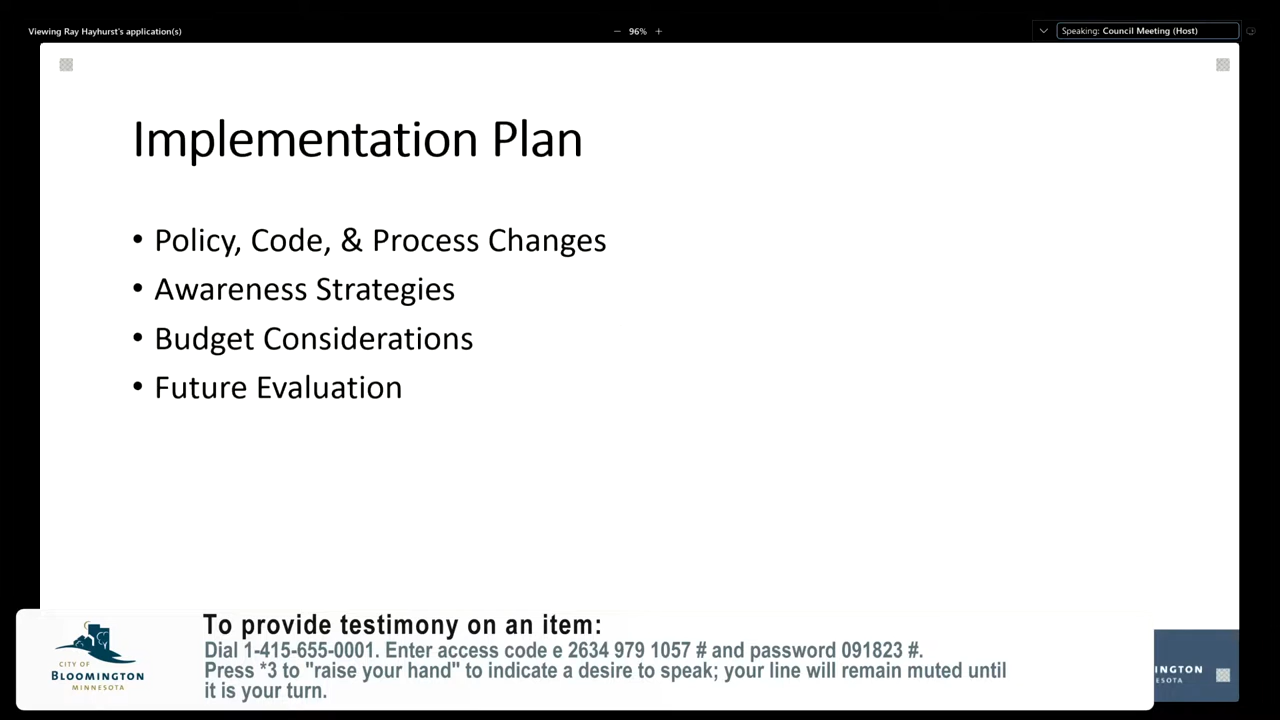 Viewing Ray Hayhurst's application(s)
− 96% +
Speaking: Council Meeting (Host)
Implementation Plan
• Policy, Code, & Process Changes
• Awareness Strategies
• Budget Considerations
• Future Evaluation
To provide testimony on an item:
Dial 1-415-655-0001. Enter access code e 2634 979 1057 # and password 091823 #.
Press *3 to "raise your hand" to indicate a desire to speak; your line will remain muted until
it is your turn.
CITY OF
BLOOMINGTON
MINNESOTA
INGTON
ESOTA